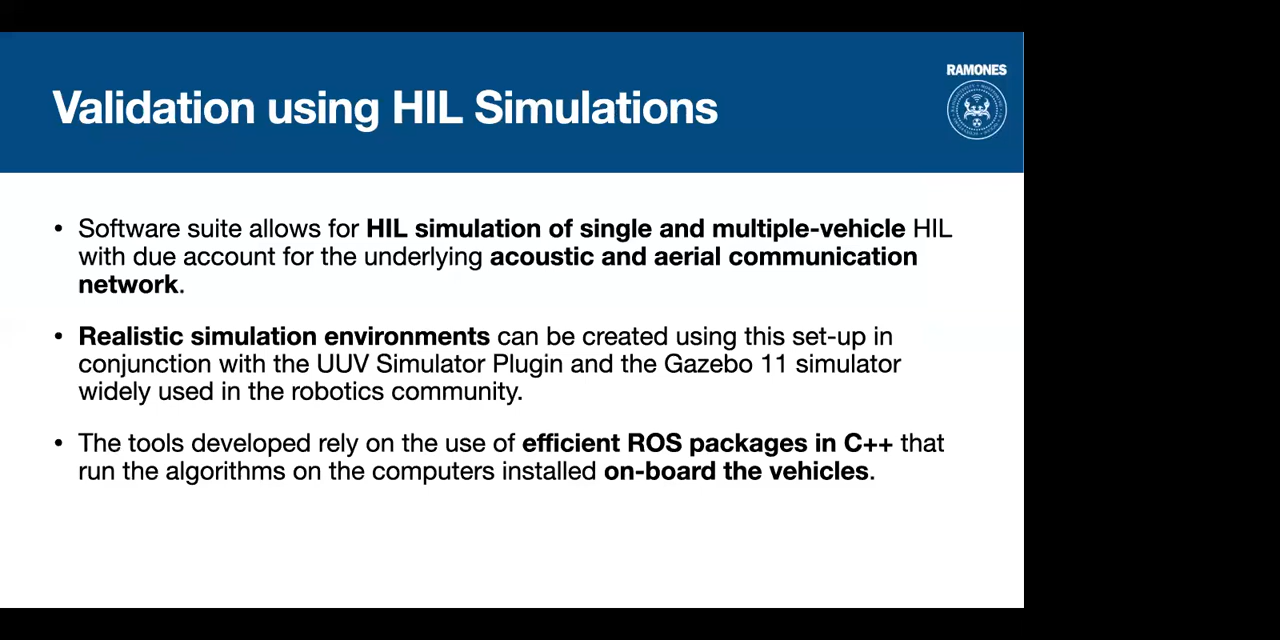 RAMONES
Validation using HIL Simulations
• Software suite allows for HIL simulation of single and multiple-vehicle HIL
with due account for the underlying acoustic and aerial communication
network.
• Realistic simulation environments can be created using this set-up in
conjunction with the UUV Simulator Plugin and the Gazebo 11 simulator
widely used in the robotics community.
• The tools developed rely on the use of efficient ROS packages in C++ that
run the algorithms on the computers installed on-board the vehicles.